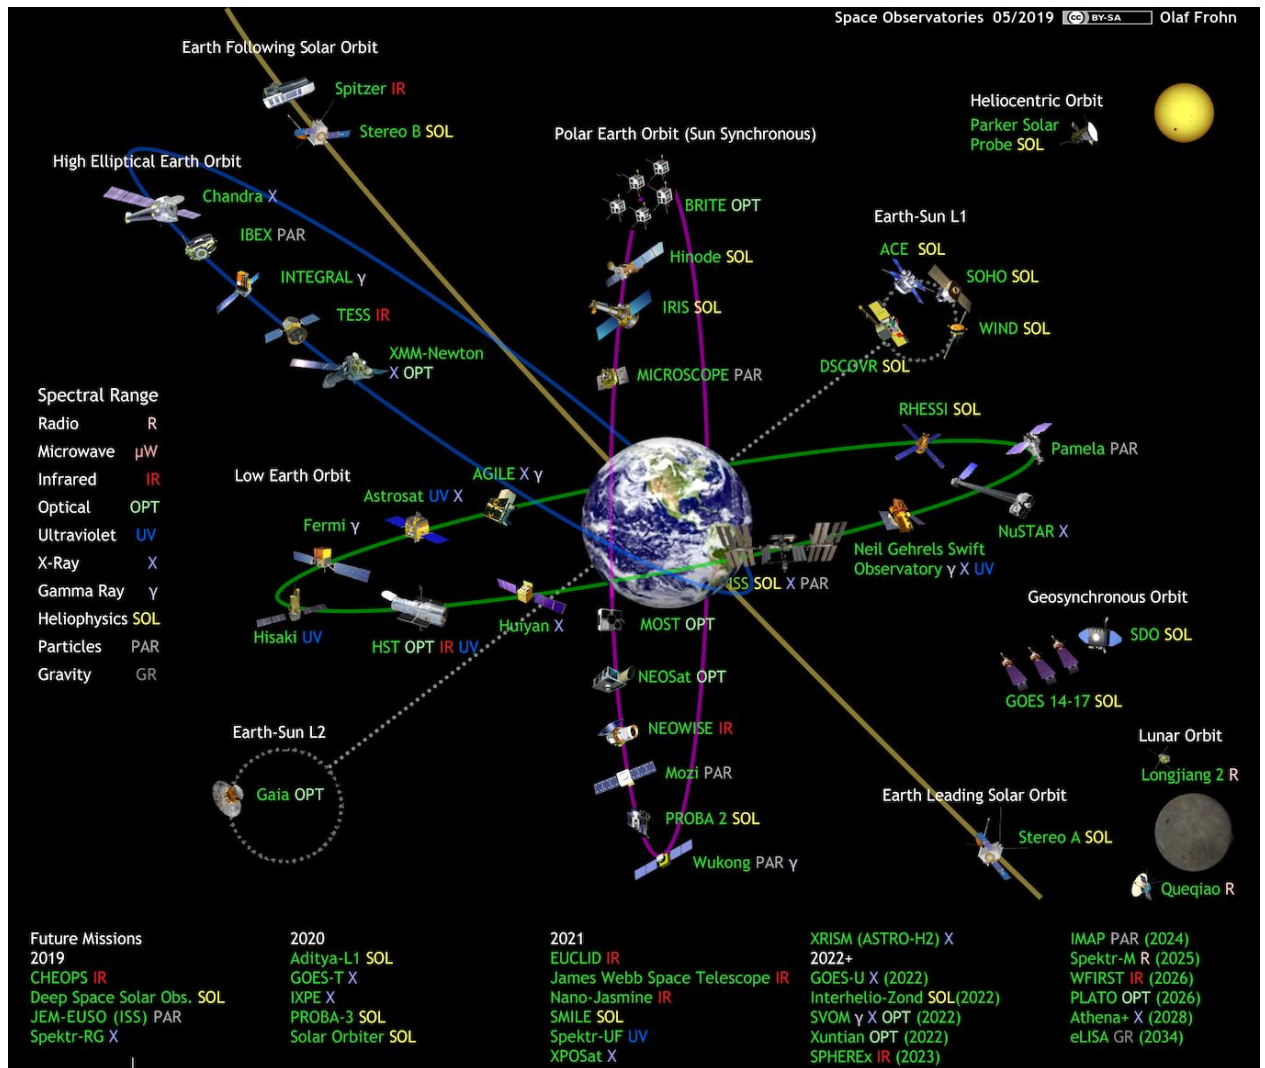 Space Observatories 05/2019 CC BY-SA Olaf Frohn
Earth Following Solar Orbit
Spitzer IR
Stereo B SOL
High Elliptical Earth Orbit
Chandra X
IBEX PAR
INTEGRAL γ
TESS IR
XMM-Newton
X OPT
Polar Earth Orbit (Sun Synchronous)
BRITE OPT
Hinode SOL
IRIS SOL
MICROSCOPE PAR
Heliocentric Orbit
Parker Solar
Probe SOL
Earth-Sun L1
ACE SOL
SOHO SOL
WIND SOL
DSCOVR SOL
Spectral Range
Radio R
Microwave µW
Infrared IR
Optical OPT
Ultraviolet UV
X-Ray X
Gamma Ray γ
Heliophysics SOL
Particles PAR
Gravity GR
Low Earth Orbit
AGILE X γ
Astrosat UV X
Fermi γ
Hisaki UV
HST OPT IR UV
Huiyan X
RHESSI SOL
Pamela PAR
NuSTAR X
Neil Gehrels Swift
Observatory γ X UV
ISS SOL X PAR
MOST OPT
NEOSat OPT
NEOWISE IR
Mozi PAR
PROBA 2 SOL
Wukong PAR γ
Geosynchronous Orbit
SDO SOL
GOES 14-17 SOL
Lunar Orbit
Longjiang 2 R
Queqiao R
Earth-Sun L2
Gaia OPT
Earth Leading Solar Orbit
Stereo A SOL
Future Missions
2019
CHEOPS IR
Deep Space Solar Obs. SOL
JEM-EUSO (ISS) PAR
Spektr-RG X
2020
Aditya-L1 SOL
GOES-T X
IXPE X
PROBA-3 SOL
Solar Orbiter SOL
2021
EUCLID IR
James Webb Space Telescope IR
Nano-Jasmine IR
SMILE SOL
Spektr-UF UV
XPOSat X
XRISM (ASTRO-H2) X
2022+
GOES-U X (2022)
Interhelio-Zond SOL(2022)
SVOM γ X OPT (2022)
Xuntian OPT (2022)
SPHEREx IR (2023)
IMAP PAR (2024)
Spektr-M R (2025)
WFIRST IR (2026)
PLATO OPT (2026)
Athena+ X (2028)
eLISA GR (2034)